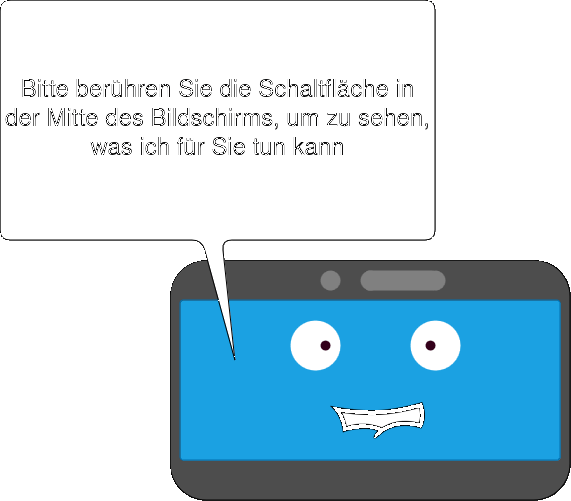 Bitte berühren Sie die Schaltfläche in
der Mitte des Bildschirms, um zu sehen,
was ich für Sie tun kann